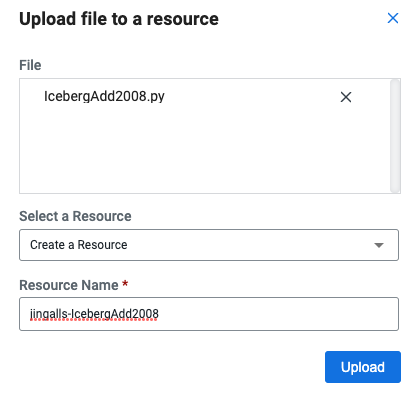 Upload file to a resource
File
IcebergAdd2008.py
Select a Resource
Create a Resource
Resource Name *
jingalls-IcebergAdd2008
Upload